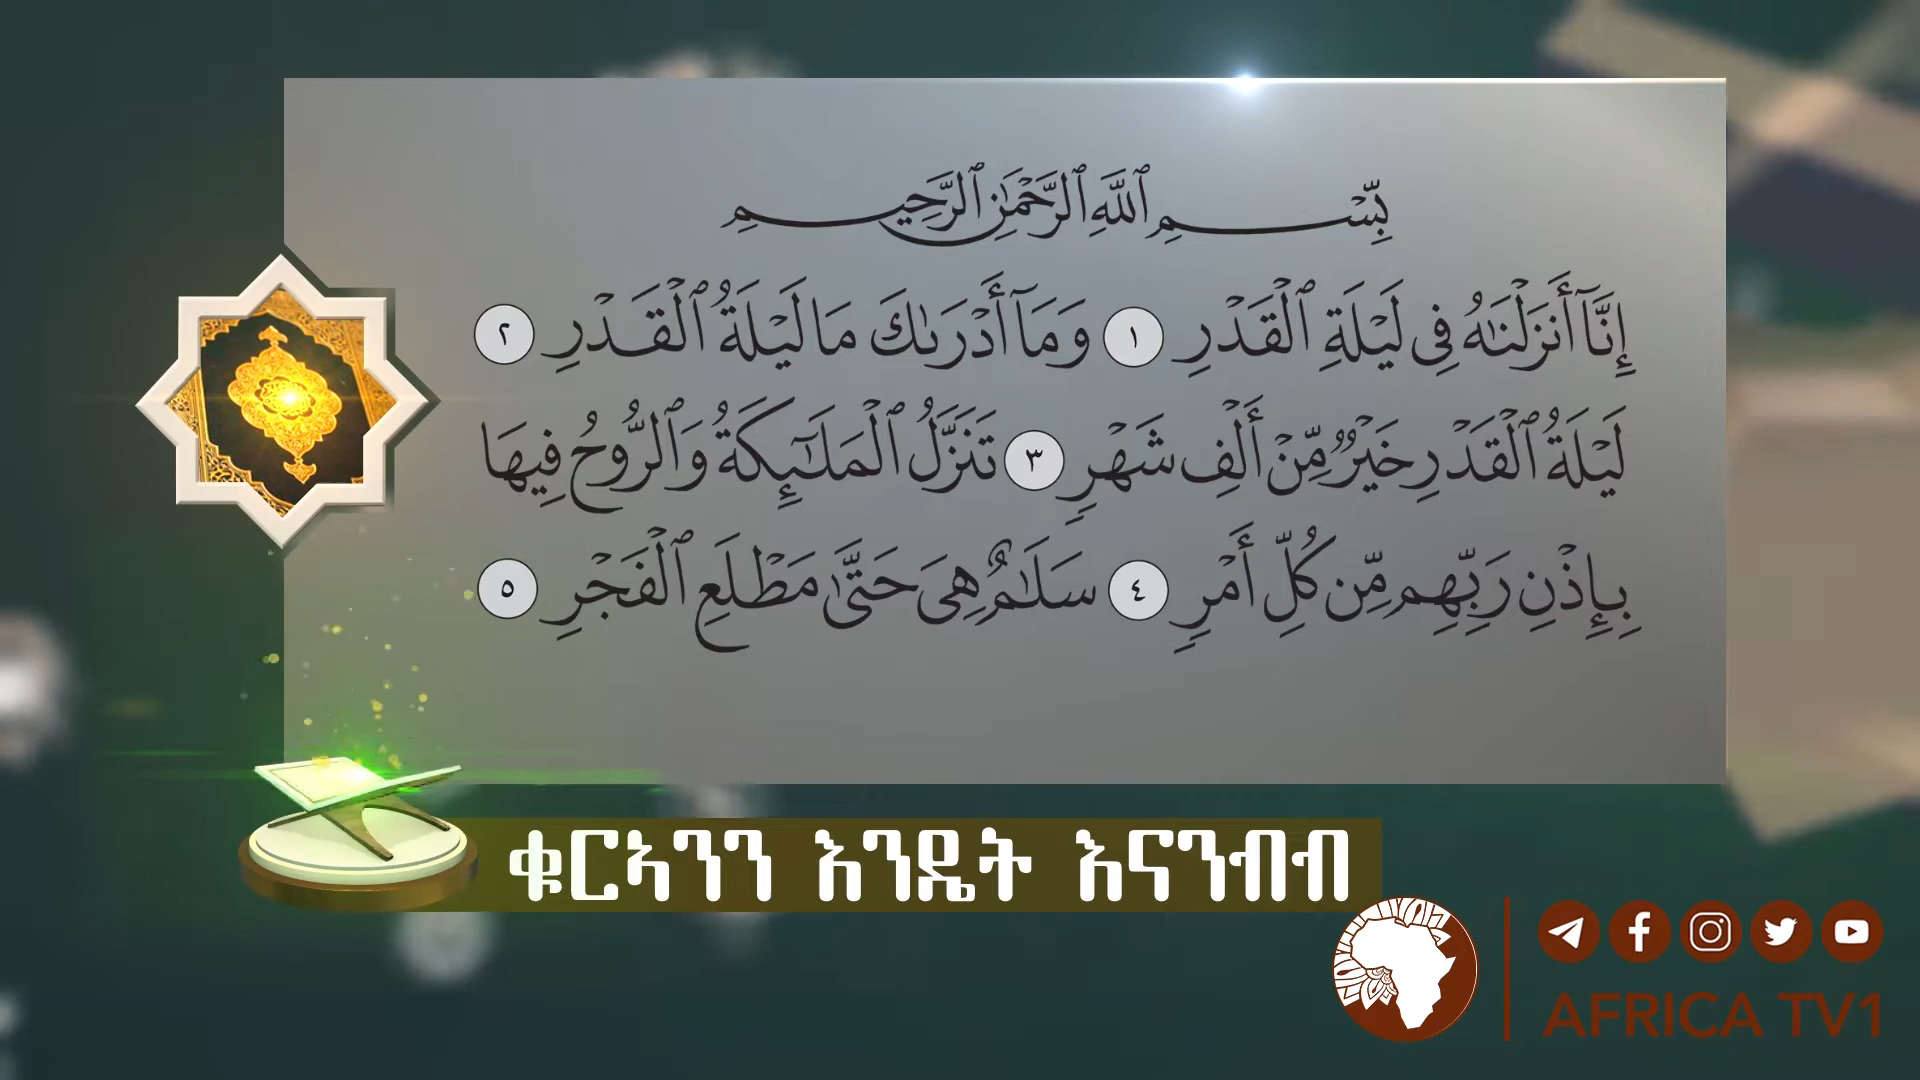 بِسْمِ ٱللَّهِ ٱلرَّحْمَٰنِ ٱلرَّحِيمِ
إِنَّآ أَنزَلْنَٰهُ فِى لَيْلَةِ ٱلْقَدْرِ ١ وَمَآ أَدْرَىٰكَ مَا لَيْلَةُ ٱلْقَدْرِ ٢
لَيْلَةُ ٱلْقَدْرِ خَيْرٌ مِّنْ أَلْفِ شَهْرٍ ٣ تَنَزَّلُ ٱلْمَلَٰٓئِكَةُ وَٱلرُّوحُ فِيهَا
بِإِذْنِ رَبِّهِم مِّن كُلِّ أَمْرٍ ٤ سَلَٰمٌ هِىَ حَتَّىٰ مَطْلَعِ ٱلْفَجْرِ ٥
ቁርኣንን እንዴት እናንብብ
AFRICA TV1